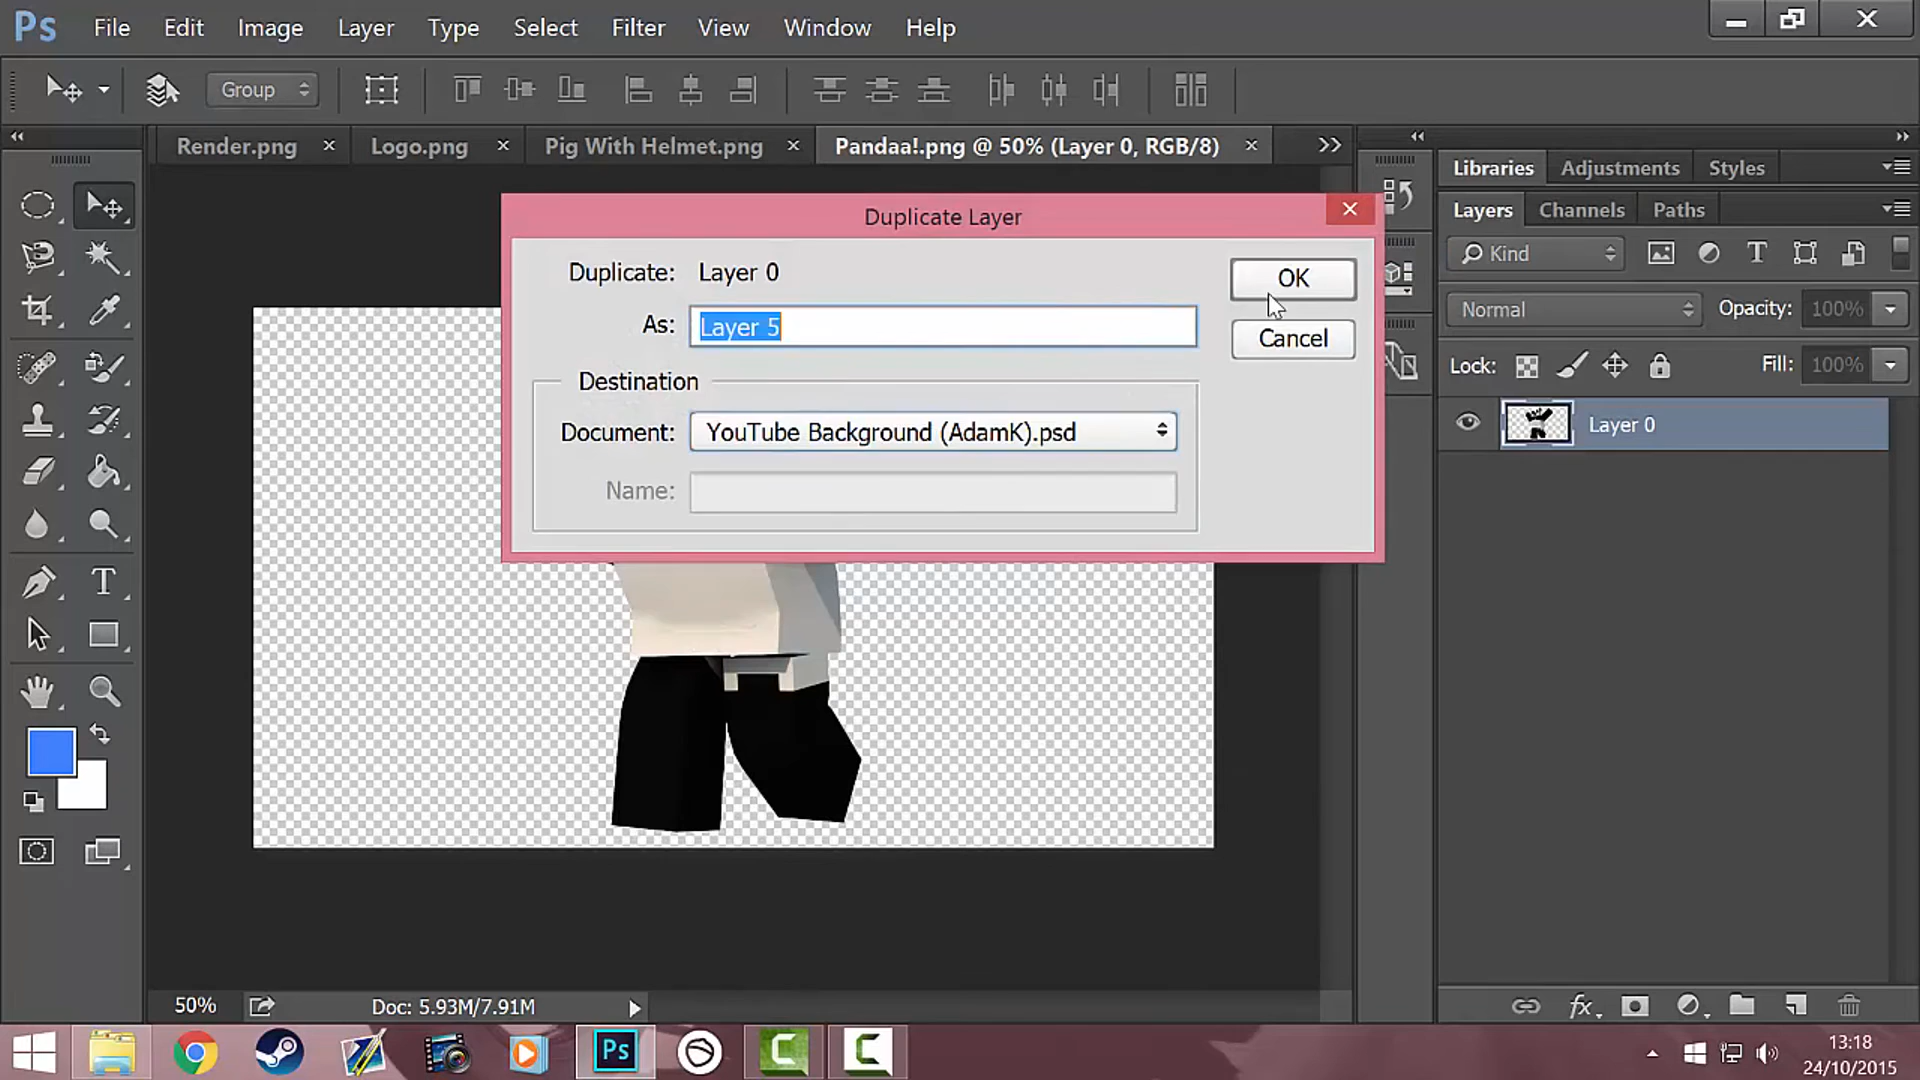 Ps File Edit Image Layer Type Select Filter View Window Help
Group
Render.png Logo.png Pig With Helmet.png Pandaa!.png @ 50% (Layer 0, RGB/8)
Libraries Adjustments Styles
Layers Channels Paths
Kind
Normal Opacity: 100%
Lock: Fill: 100%
Layer 0
Duplicate Layer
Duplicate: Layer 0
As: Layer 5
Destination
Document: YouTube Background (AdamK).psd
Name:
OK
Cancel
50% Doc: 5.93M/7.91M
Ps
13:18
24/10/2015